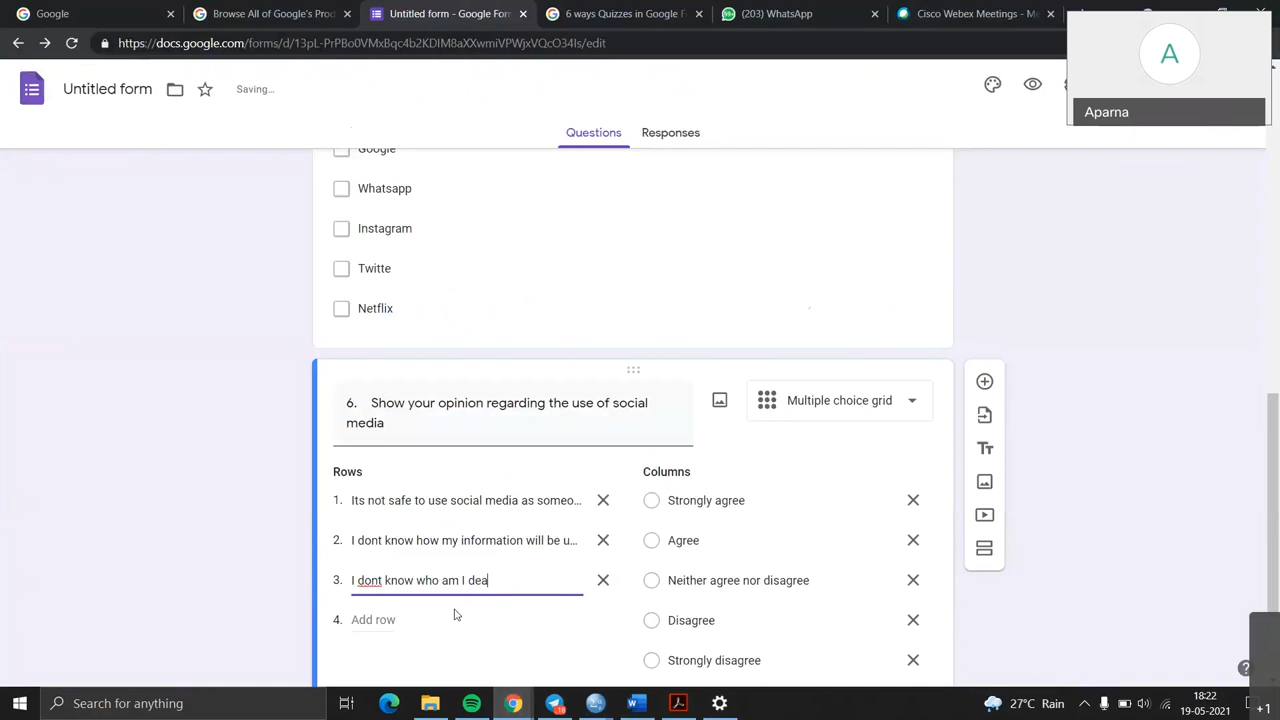 Google
Browse All of Google's Prod
Untitled form - Google Form
6 ways Quizzes in Google F
(203) WhatsApp
Cisco Webex Meetings - Me
https://docs.google.com/forms/d/13pL-PrPBo0VMxBqc4b2KDIM8aXXwmiVPWjxVQcO34Is/edit
A
Aparna
Untitled form
Saving...
Questions
Responses
Google
Whatsapp
Instagram
Twitte
Netflix
6. Show your opinion regarding the use of social
media
Multiple choice grid
Rows
Columns
1. Its not safe to use social media as someo...
Strongly agree
2. I dont know how my information will be u...
Agree
3. I dont know who am I dea
Neither agree nor disagree
4. Add row
Disagree
Strongly disagree
Search for anything
18
27°C Rain
18:22
19-05-2021
+1